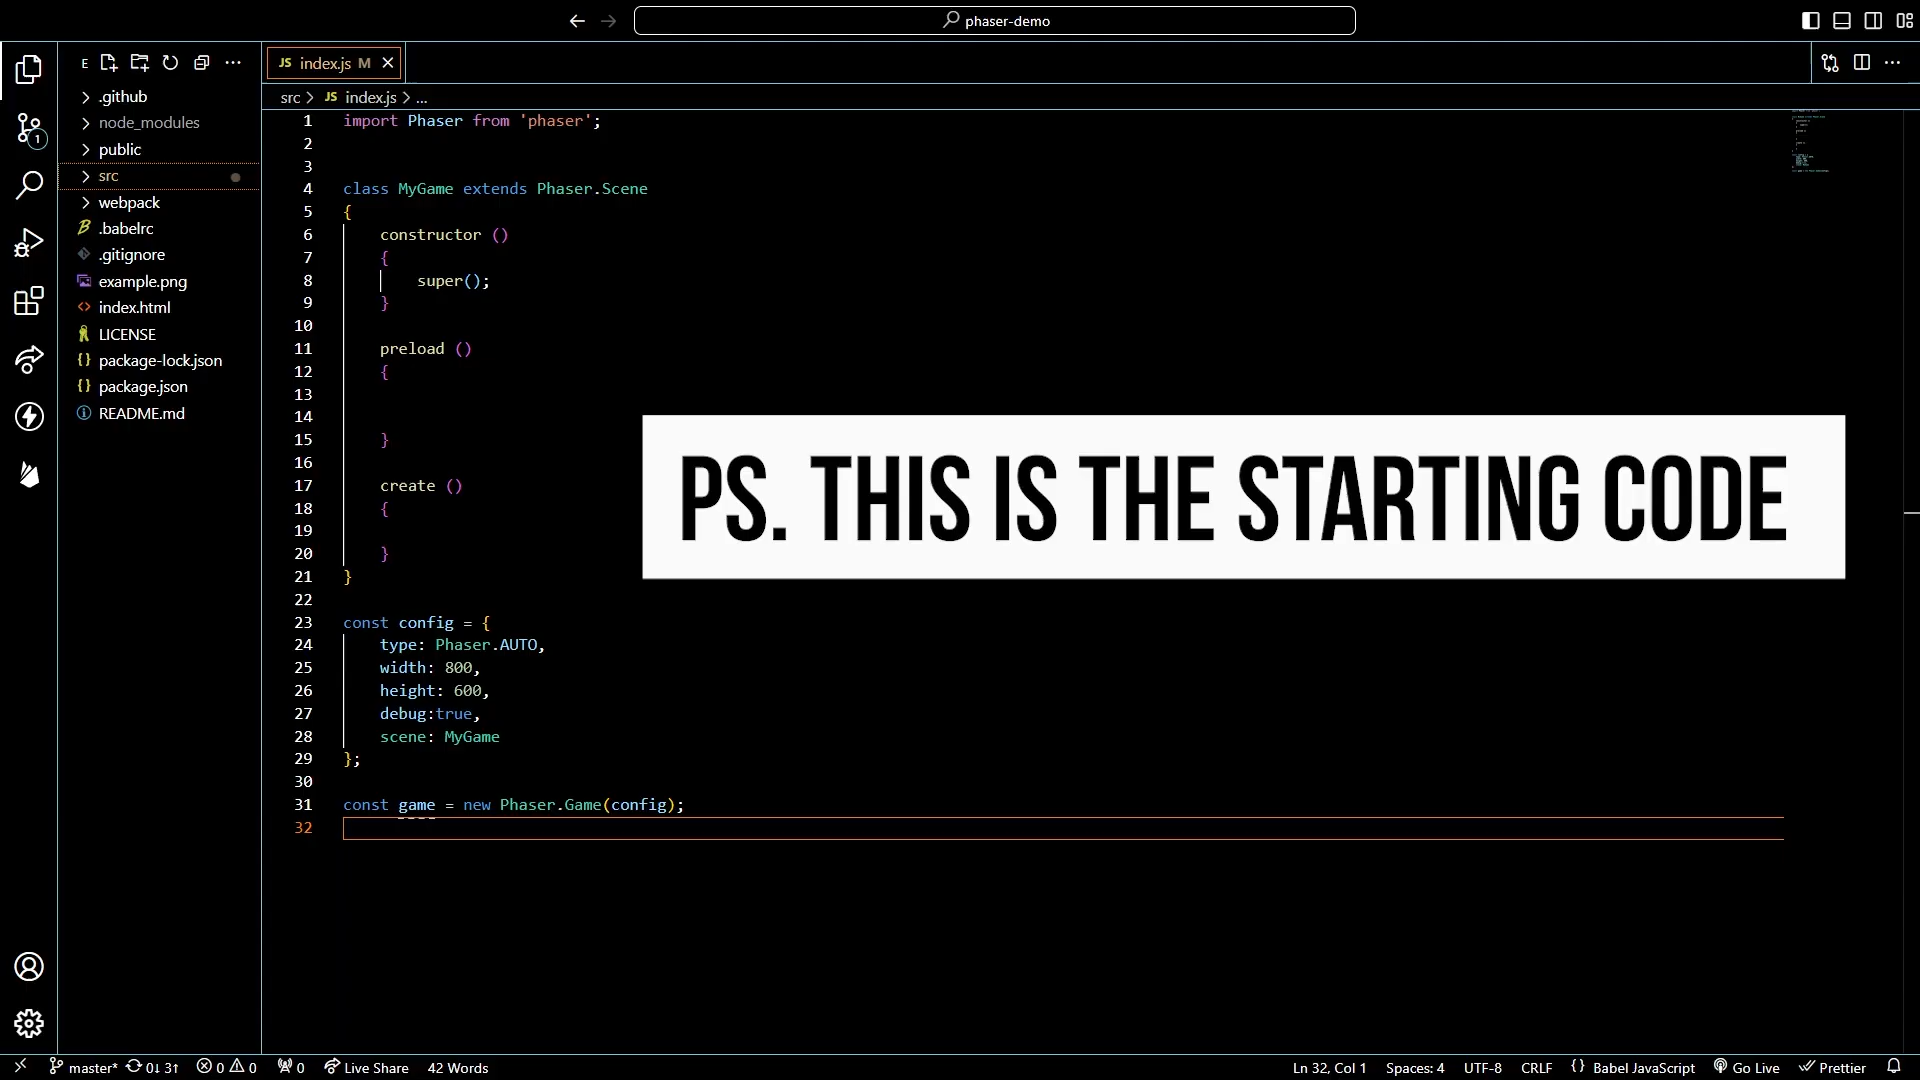 phaser-demo
E
JS index.js M
src > JS index.js > ...
.github
node_modules
public
src
webpack
.babelrc
.gitignore
example.png
index.html
LICENSE
package-lock.json
package.json
README.md
1
1 import Phaser from 'phaser';
2
3
4 class MyGame extends Phaser.Scene
5 {
6 constructor ()
7 {
8 super();
9 }
10
11 preload ()
12 {
13
14
15 }
16
17 create ()
18 {
19
20 }
21 }
22
23 const config = {
24 type: Phaser.AUTO,
25 width: 800,
26 height: 600,
27 debug:true,
28 scene: MyGame
29 };
30
31 const game = new Phaser.Game(config);
32
PS. THIS IS THE STARTING CODE
master* 0↓ 3↑ 0 0 0 Live Share 42 Words Ln 32, Col 1 Spaces: 4 UTF-8 CRLF {} Babel JavaScript Go Live Prettier